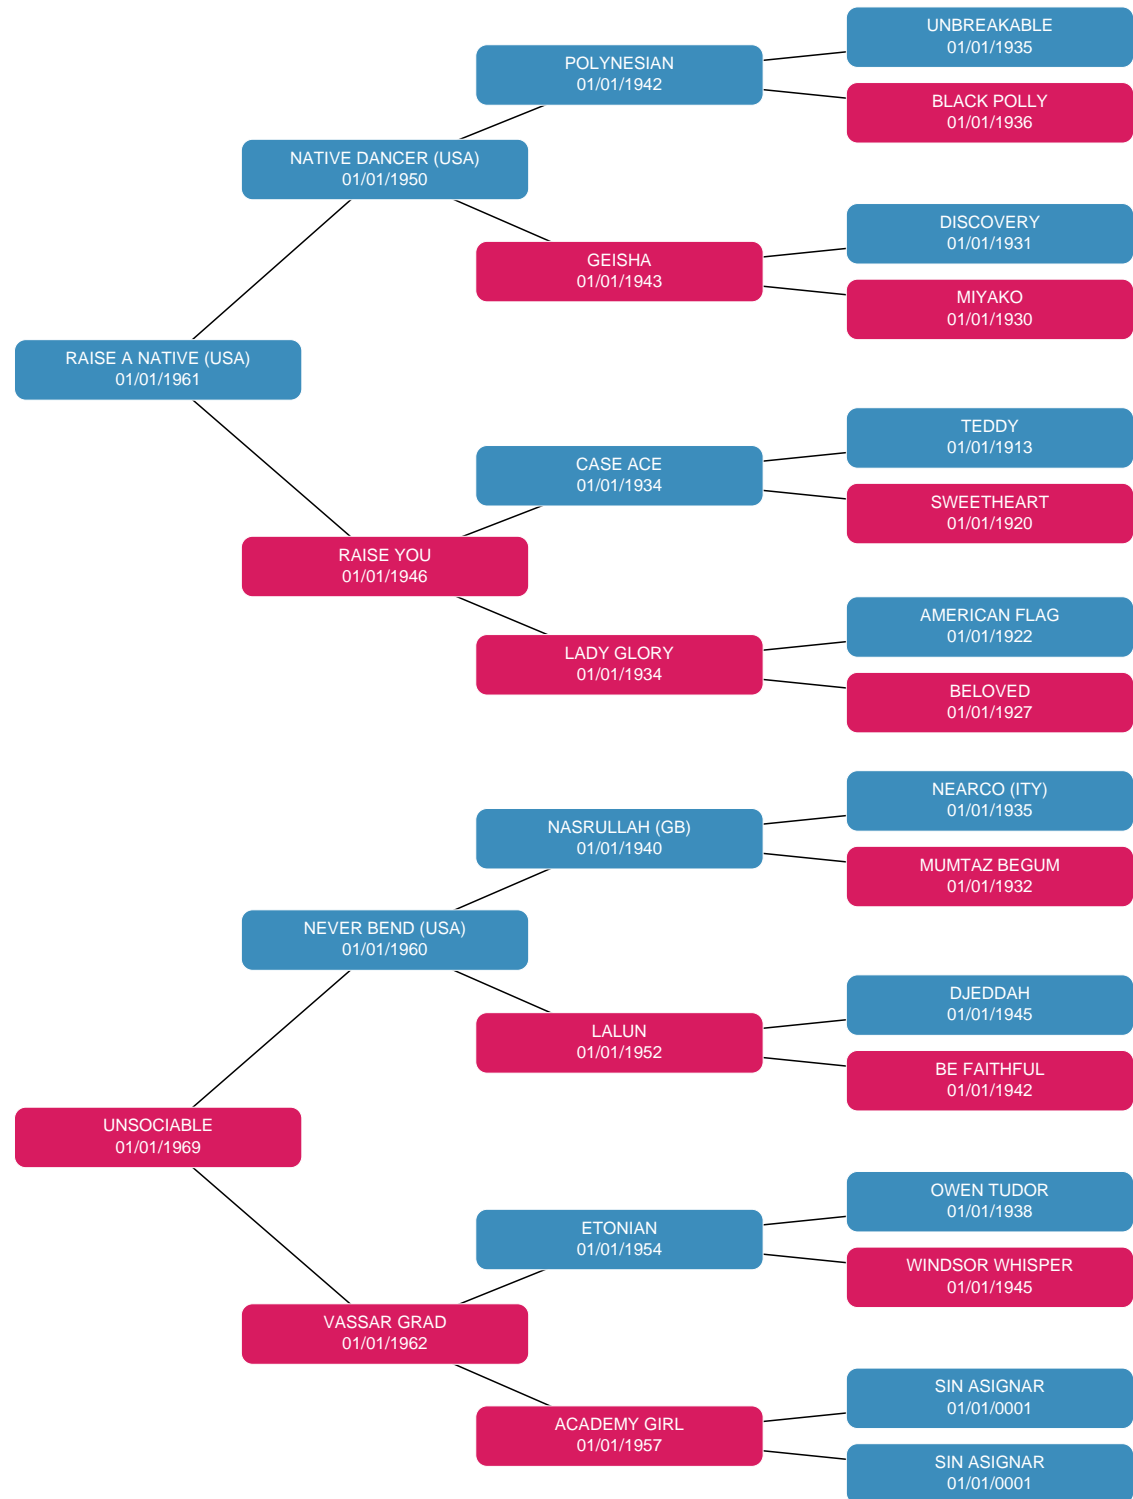 UNBREAKABLE
01/01/1935
POLYNESIAN
01/01/1942
BLACK POLLY
01/01/1936
NATIVE DANCER (USA)
01/01/1950
DISCOVERY
01/01/1931
GEISHA
01/01/1943
MIYAKO
01/01/1930
RAISE A NATIVE (USA)
01/01/1961
TEDDY
01/01/1913
CASE ACE
01/01/1934
SWEETHEART
01/01/1920
RAISE YOU
01/01/1946
AMERICAN FLAG
01/01/1922
LADY GLORY
01/01/1934
BELOVED
01/01/1927
NEARCO (ITY)
01/01/1935
NASRULLAH (GB)
01/01/1940
MUMTAZ BEGUM
01/01/1932
NEVER BEND (USA)
01/01/1960
DJEDDAH
01/01/1945
LALUN
01/01/1952
BE FAITHFUL
01/01/1942
UNSOCIABLE
01/01/1969
OWEN TUDOR
01/01/1938
ETONIAN
01/01/1954
WINDSOR WHISPER
01/01/1945
VASSAR GRAD
01/01/1962
SIN ASIGNAR
01/01/0001
ACADEMY GIRL
01/01/1957
SIN ASIGNAR
01/01/0001